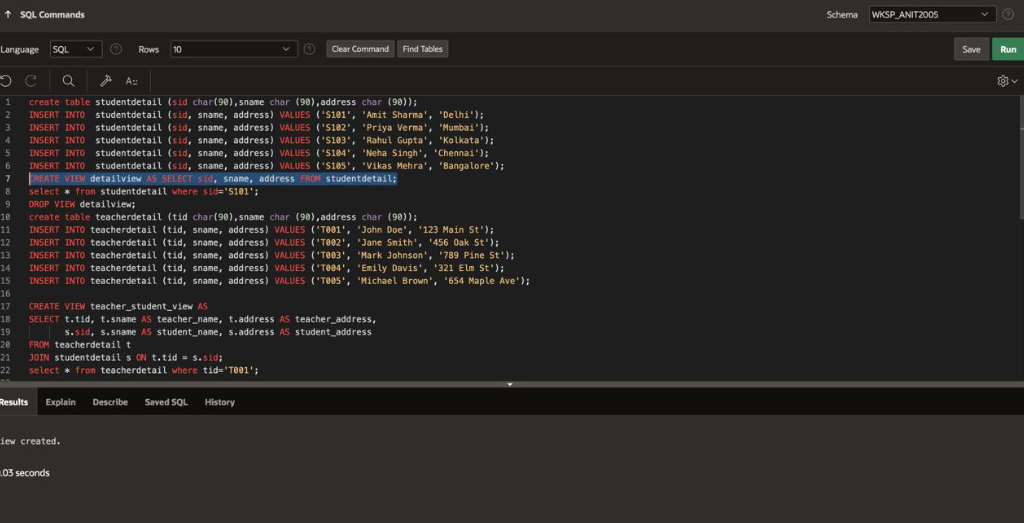 ↑ SQL Commands
Schema WKSP_ANIT2005
Language SQL Rows 10 Clear Command Find Tables Save Run
1 create table studentdetail (sid char(90),sname char (90),address char (90));
2 INSERT INTO  studentdetail (sid, sname, address) VALUES ('S101', 'Amit Sharma', 'Delhi');
3 INSERT INTO  studentdetail (sid, sname, address) VALUES ('S102', 'Priya Verma', 'Mumbai');
4 INSERT INTO  studentdetail (sid, sname, address) VALUES ('S103', 'Rahul Gupta', 'Kolkata');
5 INSERT INTO  studentdetail (sid, sname, address) VALUES ('S104', 'Neha Singh', 'Chennai');
6 INSERT INTO  studentdetail (sid, sname, address) VALUES ('S105', 'Vikas Mehra', 'Bangalore');
7 CREATE VIEW detailview AS SELECT sid, sname, address FROM studentdetail;
8 select * from studentdetail where sid='S101';
9 DROP VIEW detailview;
10 create table teacherdetail (tid char(90),sname char (90),address char (90));
11 INSERT INTO teacherdetail (tid, sname, address) VALUES ('T001', 'John Doe', '123 Main St');
12 INSERT INTO teacherdetail (tid, sname, address) VALUES ('T002', 'Jane Smith', '456 Oak St');
13 INSERT INTO teacherdetail (tid, sname, address) VALUES ('T003', 'Mark Johnson', '789 Pine St');
14 INSERT INTO teacherdetail (tid, sname, address) VALUES ('T004', 'Emily Davis', '321 Elm St');
15 INSERT INTO teacherdetail (tid, sname, address) VALUES ('T005', 'Michael Brown', '654 Maple Ave');
16
17 CREATE VIEW teacher_student_view AS
18 SELECT t.tid, t.sname AS teacher_name, t.address AS teacher_address,
19 s.sid, s.sname AS student_name, s.address AS student_address
20 FROM teacherdetail t
21 JOIN studentdetail s ON t.tid = s.sid;
22 select * from teacherdetail where tid='T001';
Results Explain Describe Saved SQL History
iew created.
.03 seconds